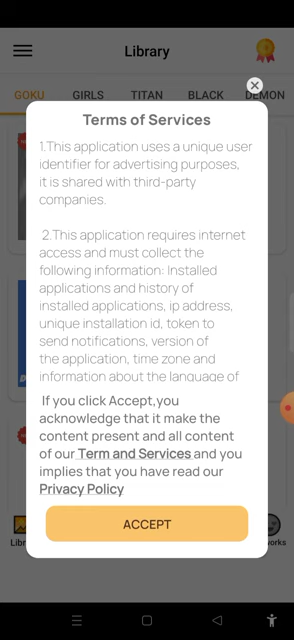 Library
GOKU GIRLS TITAN BLACK DEMON
Terms of Services
1.This application uses a unique user
identifier for advertising purposes,
it is shared with third-party
companies.
2.This application requires internet
access and must collect the
following information: Installed
applications and history of
installed applications, ip address,
unique installation id, token to
send notifications, version of
the application, time zone and
information about the language of
If you click Accept,you
acknowledge that it make the
content present and all content
of our Term and Services and you
implies that you have read our
Privacy Policy
ACCEPT
Libr
works